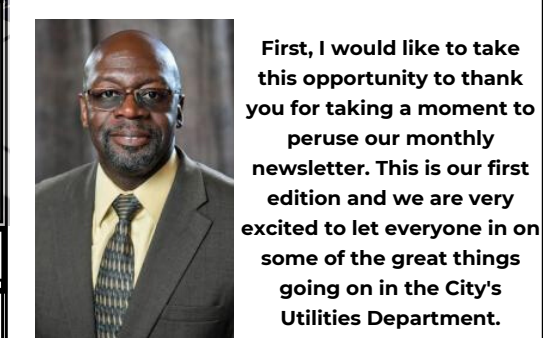 First, I would like to take
this opportunity to thank
you for taking a moment to
peruse our monthly
newsletter. This is our first
edition and we are very
excited to let everyone in on
some of the great things
going on in the City's
Utilities Department.